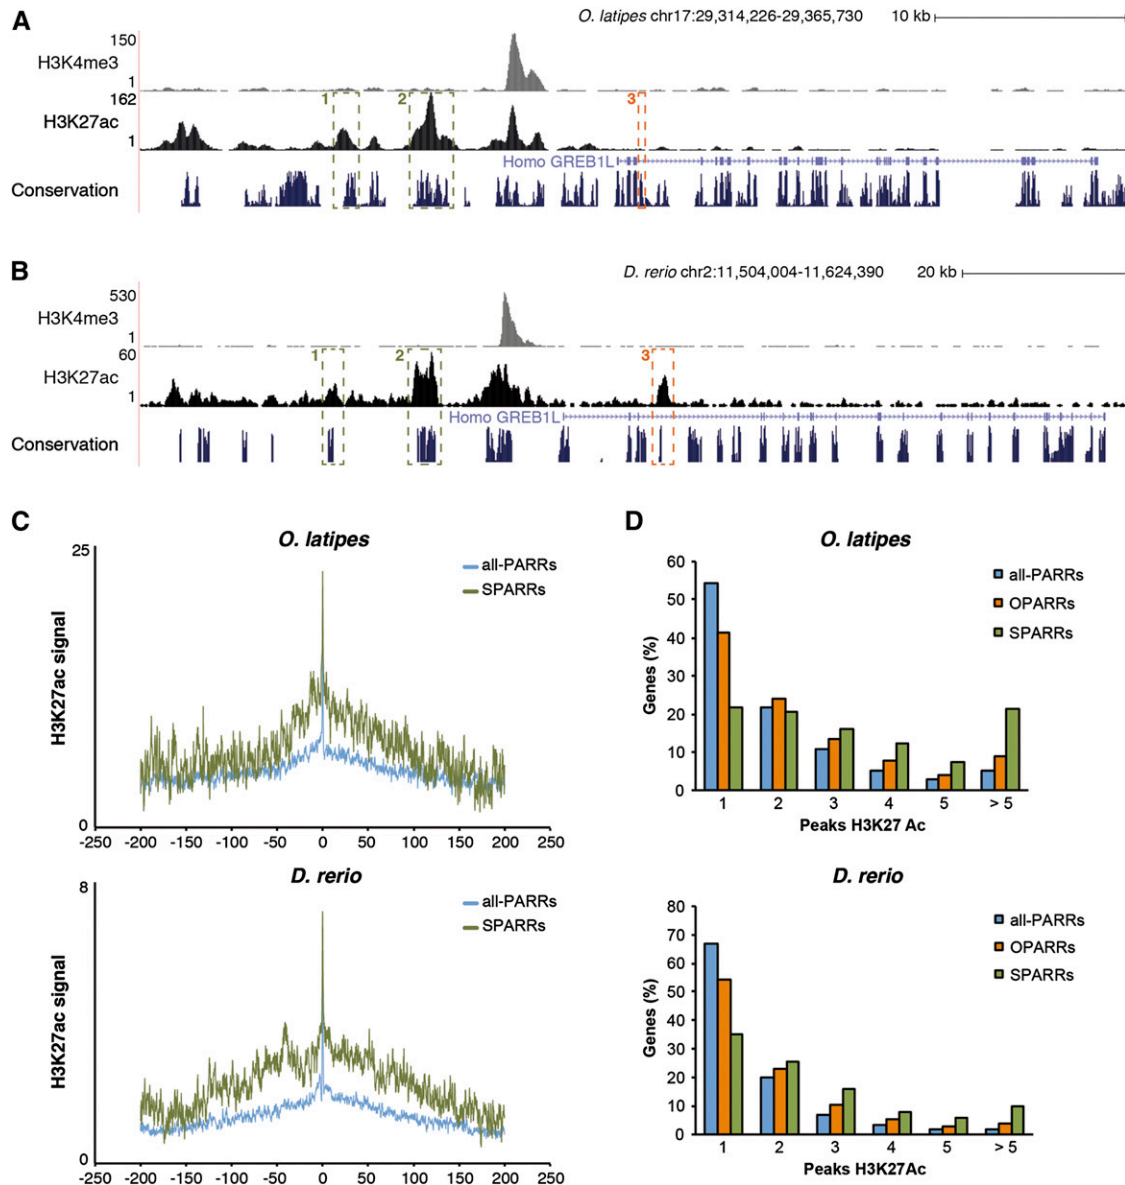 A
O. latipes chr17:29,314,226-29,365,730
10 kb
150
H3K4me3
1
162
H3K27ac
1
1
2
3
Homo GREB1L
Conservation
B
D. rerio chr2:11,504,004-11,624,390
20 kb
530
H3K4me3
1
60
H3K27ac
1
1
2
3
Homo GREB1L
Conservation
C
O. latipes
25
all-PARRs
SPARRs
H3K27ac signal
0
-250 -200 -150 -100 -50 0 50 100 150 200 250
D. rerio
8
all-PARRs
SPARRs
H3K27ac signal
0
-250 -200 -150 -100 -50 0 50 100 150 200 250
D
O. latipes
60
50
40
30
20
10
0
Genes (%)
all-PARRs
OPARRs
SPARRs
1 2 3 4 5 > 5
Peaks H3K27 Ac
D. rerio
80
70
60
50
40
30
20
10
0
Genes (%)
all-PARRs
OPARRs
SPARRs
1 2 3 4 5 > 5
Peaks H3K27Ac